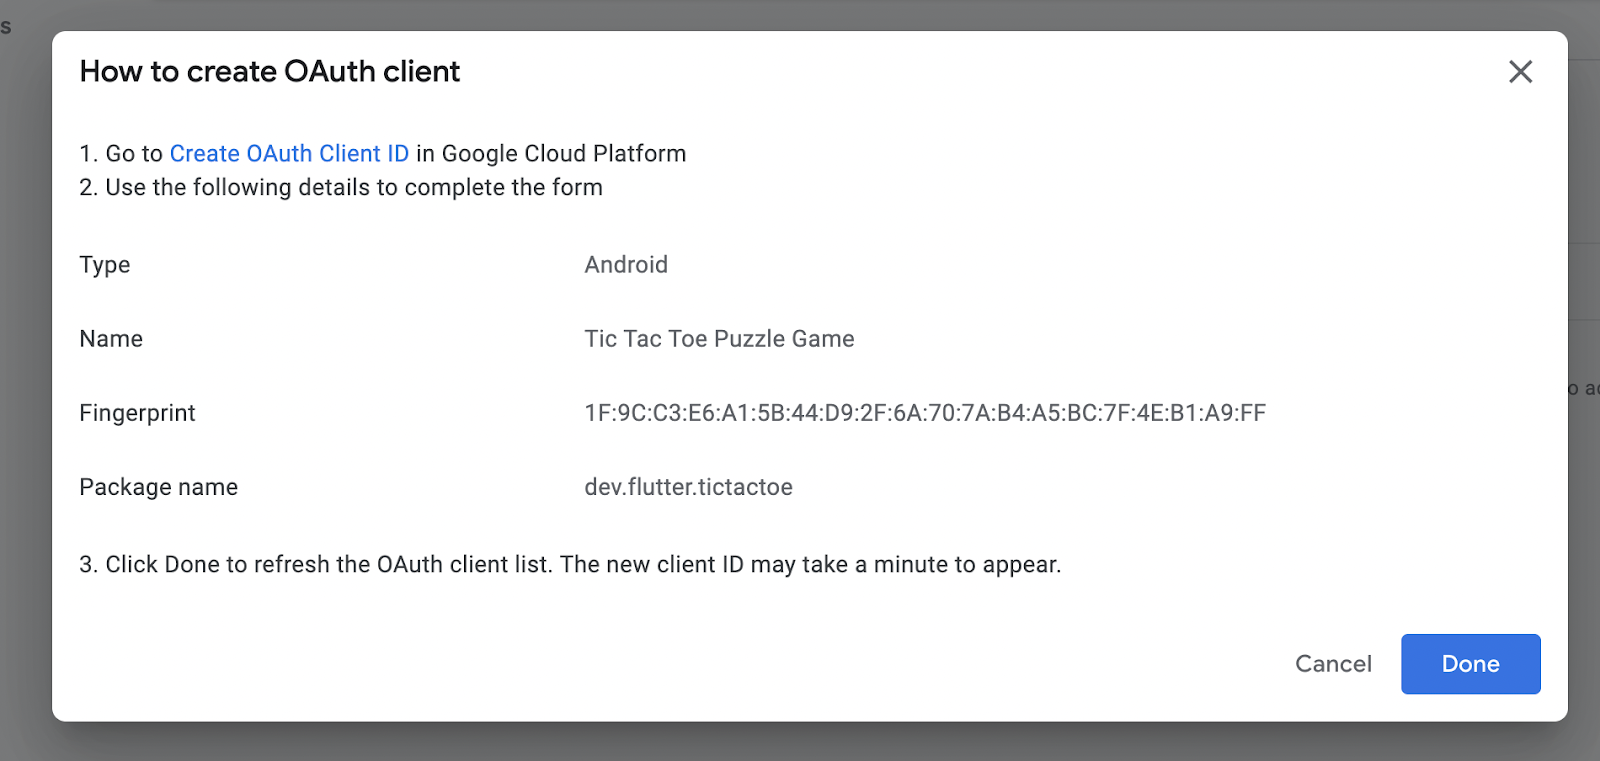 s
How to create OAuth client
1. Go to Create OAuth Client ID in Google Cloud Platform
2. Use the following details to complete the form
Type Android
Name Tic Tac Toe Puzzle Game
o ac
Fingerprint 1F:9C:C3:E6:A1:5B:44:D9:2F:6A:70:7A:B4:A5:BC:7F:4E:B1:A9:FF
Package name dev.flutter.tictactoe
3. Click Done to refresh the OAuth client list. The new client ID may take a minute to appear.
Cancel Done